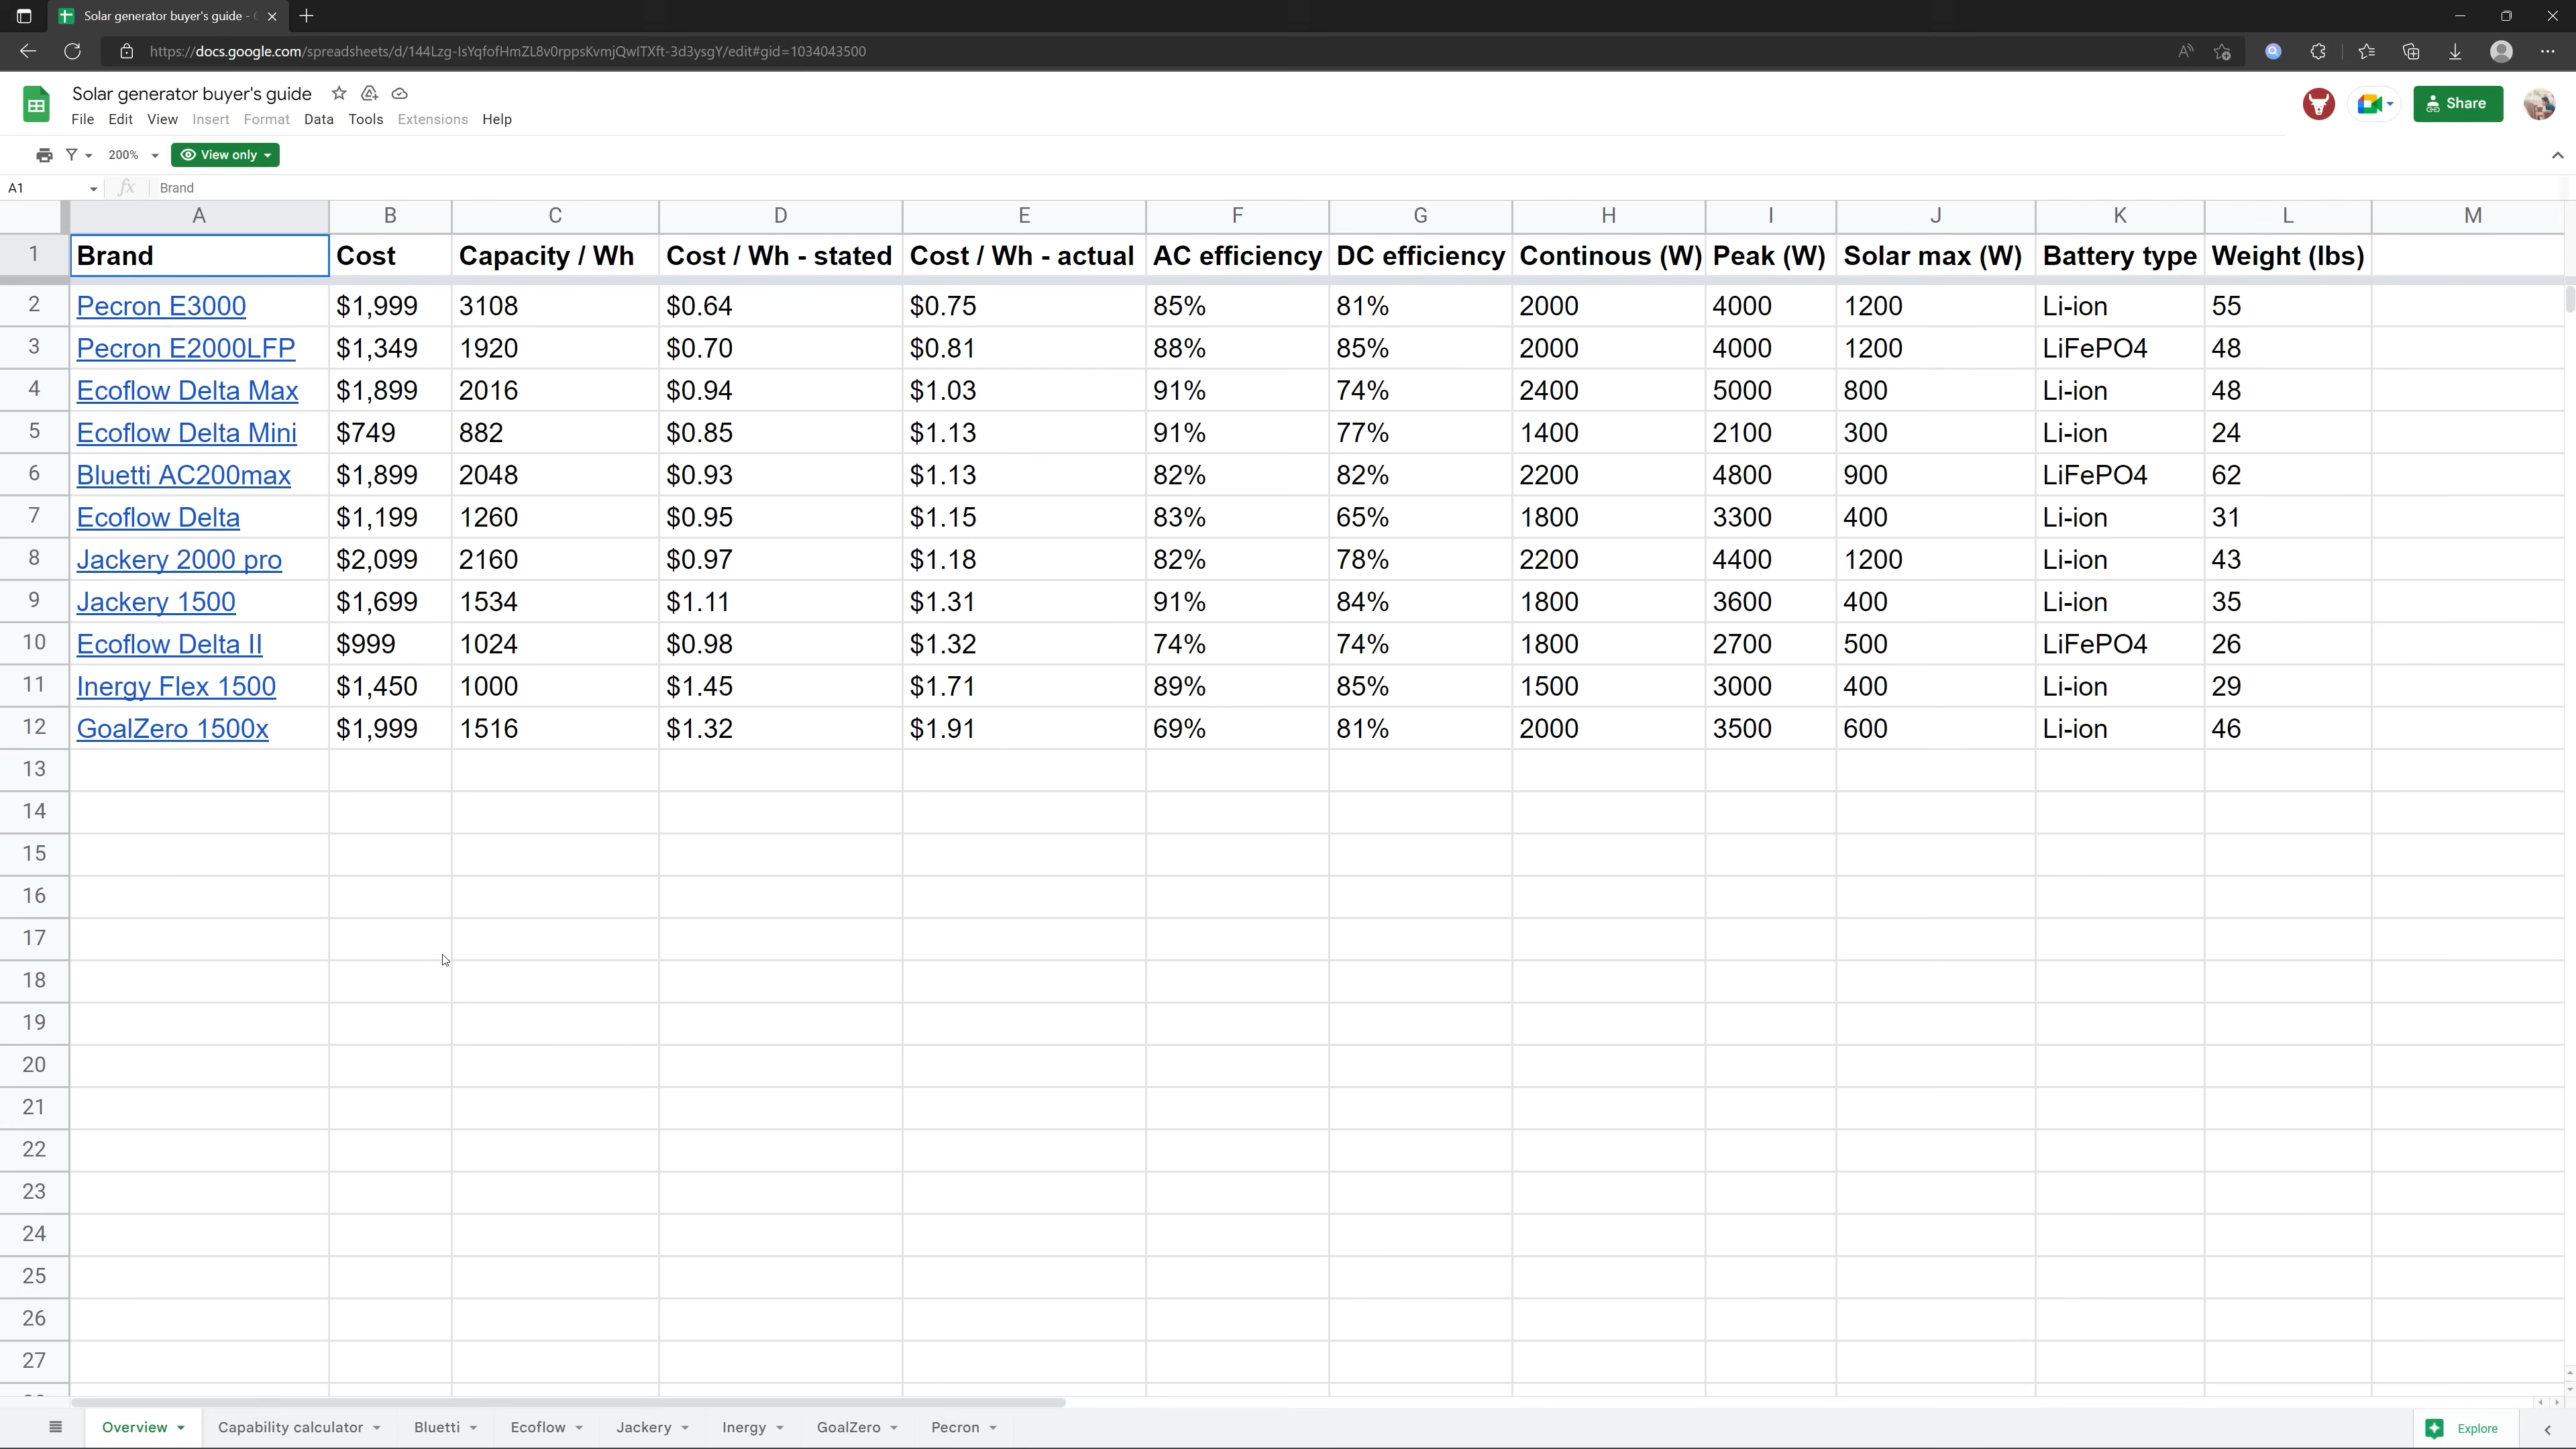 Solar generator buyer's guide -
https://docs.google.com/spreadsheets/d/144Lzg-IsYqfofHmZL8v0rppsKvmjQwITXft-3d3ysgY/edit#gid=1034043500
Solar generator buyer's guide
Share
File Edit View Insert Format Data Tools Extensions Help
200% View only
A1 fx Brand
A B C D E F G H I J K L M
1 Brand Cost Capacity / Wh Cost / Wh - stated Cost / Wh - actual AC efficiency DC efficiency Continous (W) Peak (W) Solar max (W) Battery type Weight (lbs)
2 Pecron E3000 $1,999 3108 $0.64 $0.75 85% 81% 2000 4000 1200 Li-ion 55
3 Pecron E2000LFP $1,349 1920 $0.70 $0.81 88% 85% 2000 4000 1200 LiFePO4 48
4 Ecoflow Delta Max $1,899 2016 $0.94 $1.03 91% 74% 2400 5000 800 Li-ion 48
5 Ecoflow Delta Mini $749 882 $0.85 $1.13 91% 77% 1400 2100 300 Li-ion 24
6 Bluetti AC200max $1,899 2048 $0.93 $1.13 82% 82% 2200 4800 900 LiFePO4 62
7 Ecoflow Delta $1,199 1260 $0.95 $1.15 83% 65% 1800 3300 400 Li-ion 31
8 Jackery 2000 pro $2,099 2160 $0.97 $1.18 82% 78% 2200 4400 1200 Li-ion 43
9 Jackery 1500 $1,699 1534 $1.11 $1.31 91% 84% 1800 3600 400 Li-ion 35
10 Ecoflow Delta II $999 1024 $0.98 $1.32 74% 74% 1800 2700 500 LiFePO4 26
11 Inergy Flex 1500 $1,450 1000 $1.45 $1.71 89% 85% 1500 3000 400 Li-ion 29
12 GoalZero 1500x $1,999 1516 $1.32 $1.91 69% 81% 2000 3500 600 Li-ion 46
13
14
15
16
17
18
19
20
21
22
23
24
25
26
27
Overview Capability calculator Bluetti Ecoflow Jackery Inergy GoalZero Pecron Explore